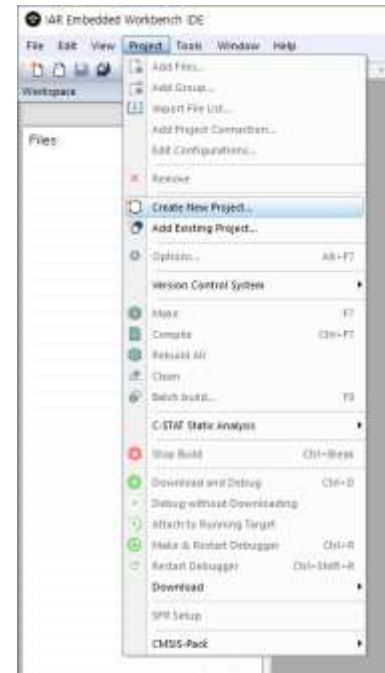 IAR Embedded Workbench IDE
File Edit View Project Tools Window Help
Workspace
Files
Add Files...
Add Group...
Import File List...
Add Project Connection...
Edit Configurations...
Remove
Create New Project...
Add Existing Project...
Options... Alt+F7
Version Control System
Make F7
Compile Ctrl+F7
Rebuild All
Clean
Batch build... F8
C-STAT Static Analysis
Stop Build Ctrl+Break
Download and Debug Ctrl+D
Debug without Downloading
Attach to Running Target
Make & Restart Debugger Ctrl+R
Restart Debugger Ctrl+Shift+R
Download
SFR Setup
CMSIS-Pack